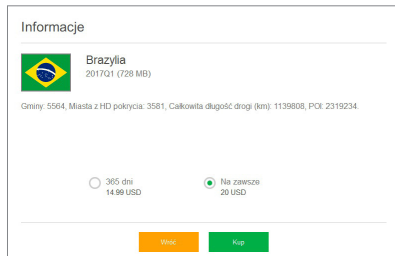 Informacje
Brazylia
2017Q1 (728 MB)
Gminy: 5564, Miasta z HD pokrycia: 3581, Całkowita długość drogi (km): 1139808, POI: 2319234.
365 dni
14.99 USD
Na zawsze
20 USD
Wróć
Kup